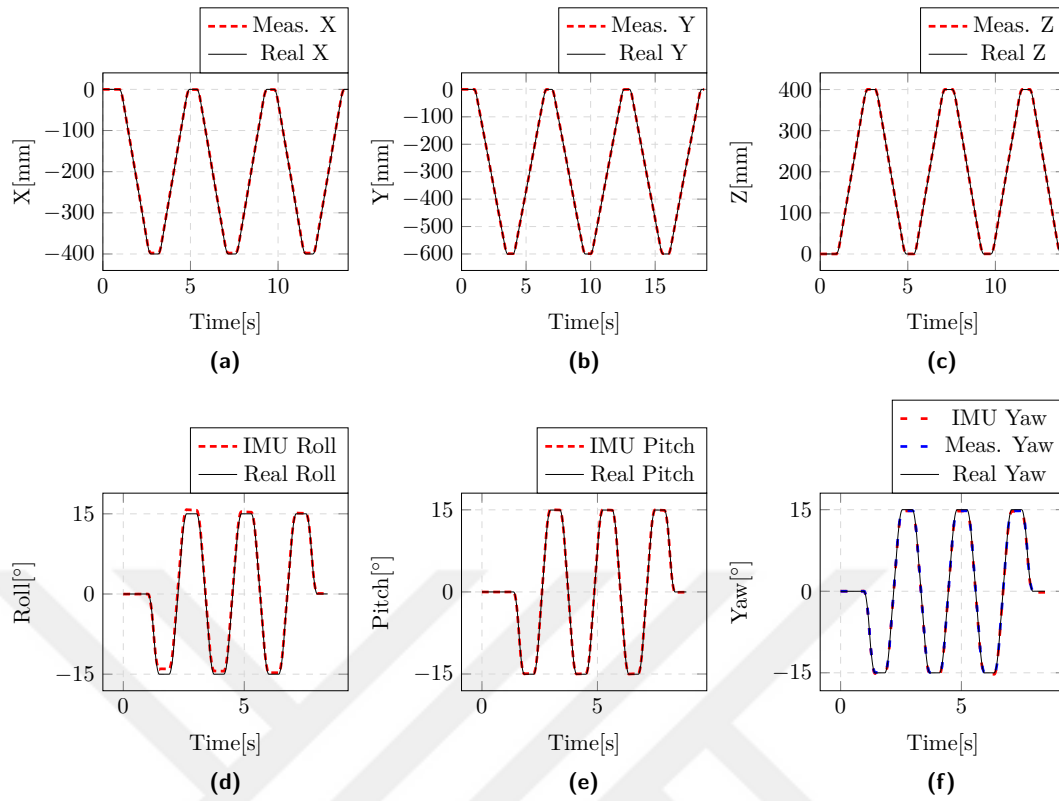 Meas. X
Real X
0
−100
−200
−300
−400
X[mm]
0
5
10
Time[s]
(a)
Meas. Y
Real Y
0
−100
−200
−300
−400
−500
−600
Y[mm]
0
5
10
15
Time[s]
(b)
Meas. Z
Real Z
400
300
200
100
0
Z[mm]
0
5
10
Time[s]
(c)
IMU Roll
Real Roll
15
0
−15
Roll[°]
0
5
Time[s]
(d)
IMU Pitch
Real Pitch
15
0
−15
Pitch[°]
0
5
Time[s]
(e)
IMU Yaw
Meas. Yaw
Real Yaw
15
0
−15
Yaw[°]
0
5
Time[s]
(f)